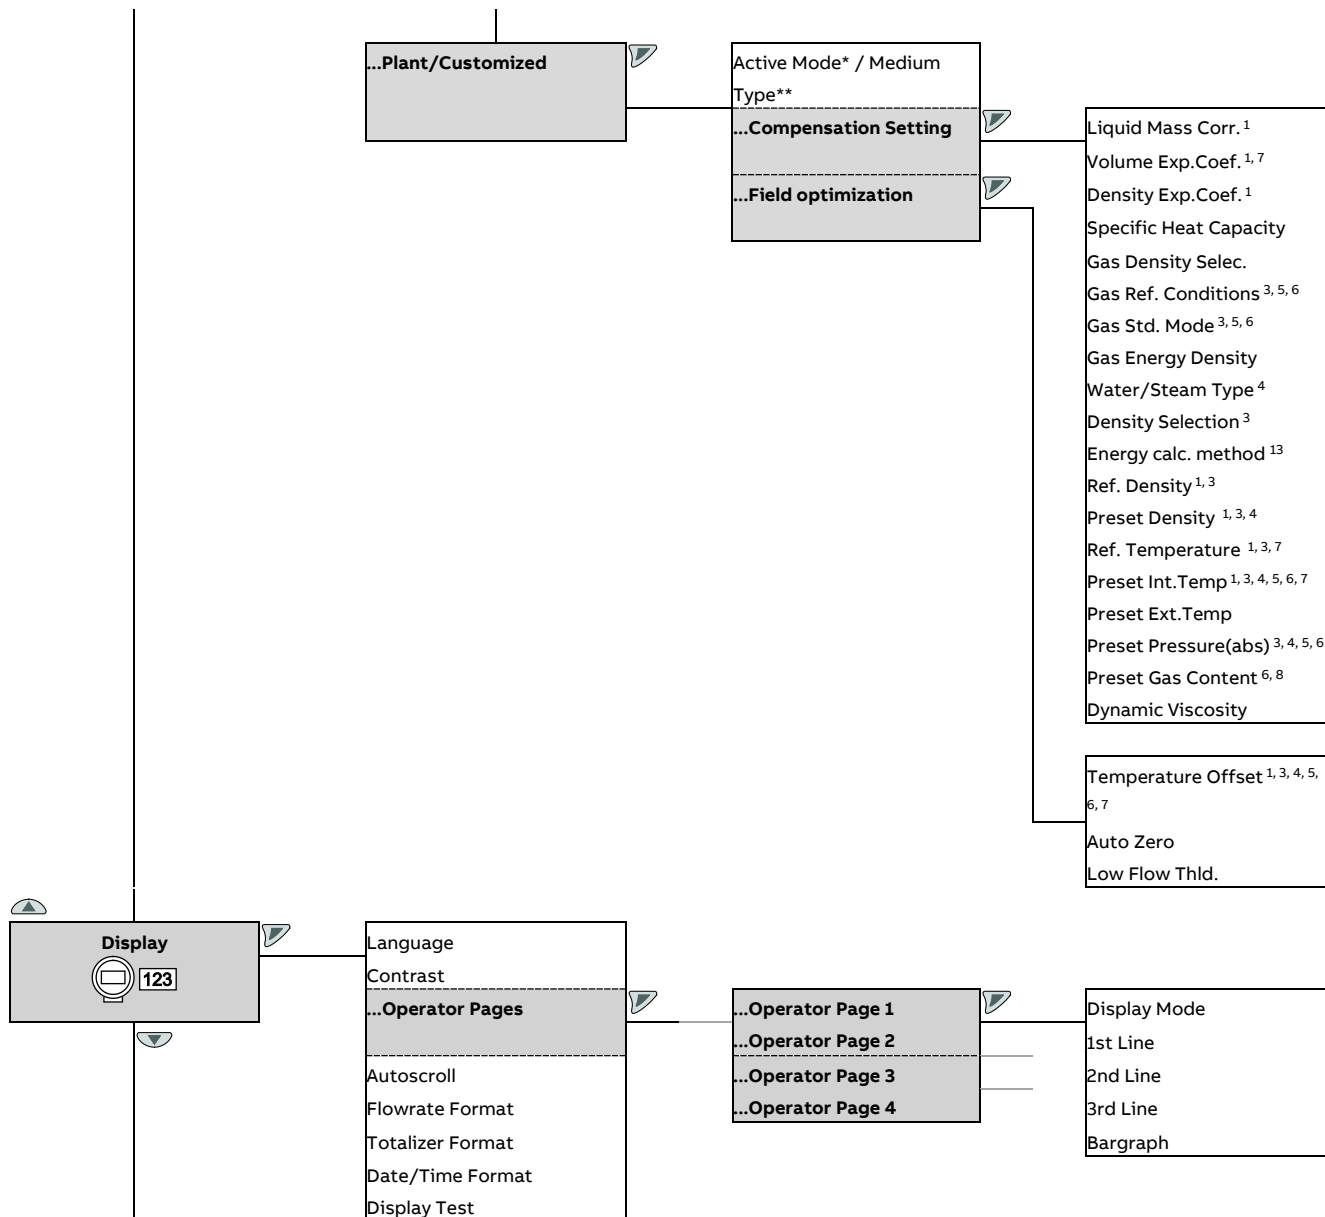 ...Plant/Customized
Active Mode* / Medium
Type**
...Compensation Setting
...Field optimization
Liquid Mass Corr. 1
Volume Exp.Coef. 1, 7
Density Exp.Coef. 1
Specific Heat Capacity
Gas Density Selec.
Gas Ref. Conditions 3, 5, 6
Gas Std. Mode 3, 5, 6
Gas Energy Density
Water/Steam Type 4
Density Selection 3
Energy calc. method 13
Ref. Density 1, 3
Preset Density 1, 3, 4
Ref. Temperature 1, 3, 7
Preset Int.Temp 1, 3, 4, 5, 6, 7
Preset Ext.Temp
Preset Pressure(abs) 3, 4, 5, 6
Preset Gas Content 6, 8
Dynamic Viscosity
Temperature Offset 1, 3, 4, 5,
6, 7
Auto Zero
Low Flow Thld.
Display
123
Language
Contrast
...Operator Pages
Autoscroll
Flowrate Format
Totalizer Format
Date/Time Format
Display Test
...Operator Page 1
...Operator Page 2
...Operator Page 3
...Operator Page 4
Display Mode
1st Line
2nd Line
3rd Line
Bargraph